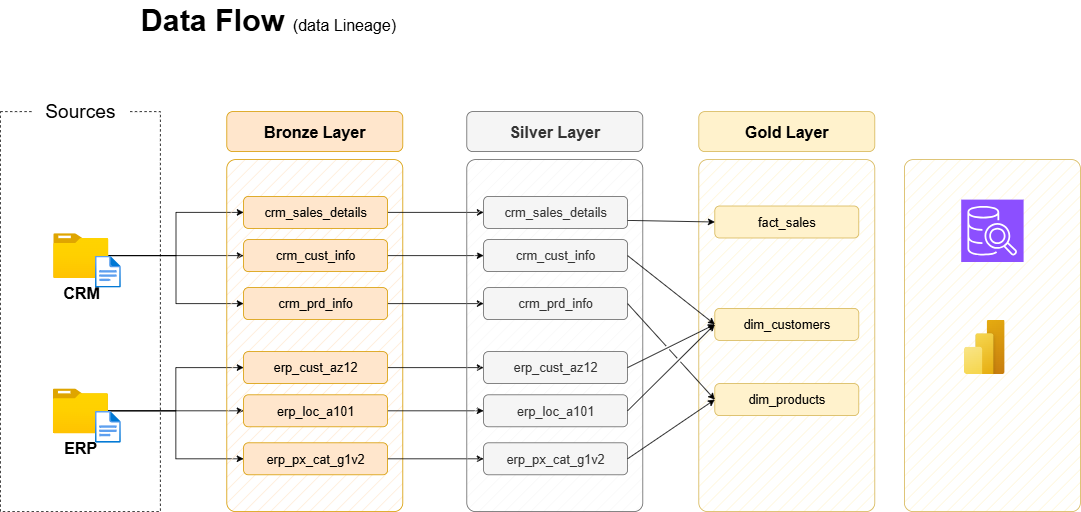 Data Flow (data Lineage)
Sources
Bronze Layer
Silver Layer
Gold Layer
crm_sales_details
crm_sales_details
fact_sales
crm_cust_info
crm_cust_info
CRM
crm_prd_info
crm_prd_info
dim_customers
erp_cust_az12
erp_cust_az12
dim_products
erp_loc_a101
erp_loc_a101
ERP
erp_px_cat_g1v2
erp_px_cat_g1v2